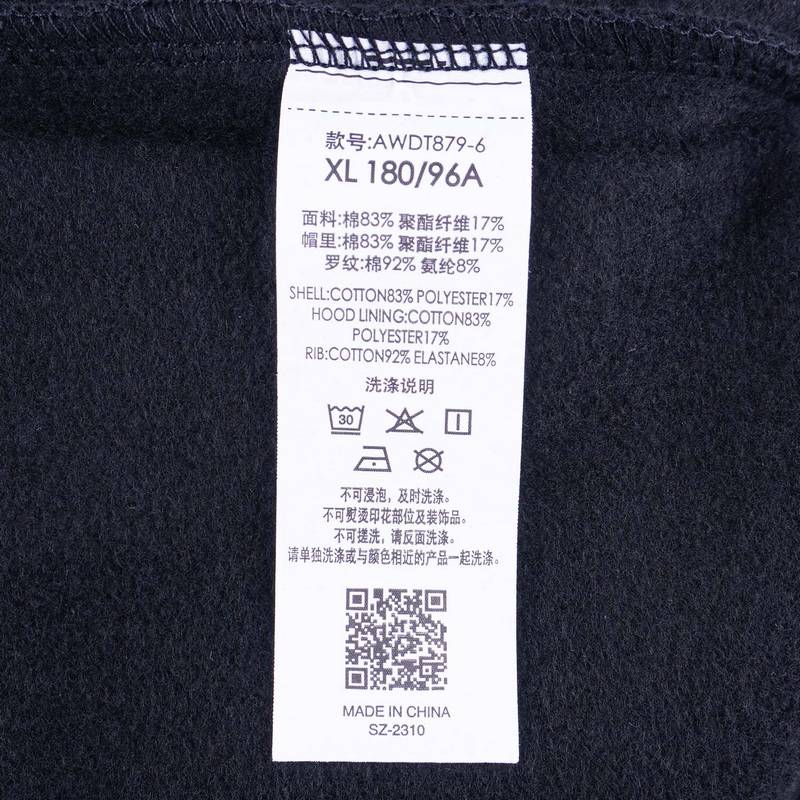 款号:AWDT879-6
XL 180/96A
面料:棉83% 聚酯纤维17%
帽里:棉83% 聚酯纤维17%
罗纹:棉92% 氨纶8%
SHELL:COTTON83% POLYESTER17%
HOOD LINING:COTTON83%
POLYESTER17%
RIB:COTTON92% ELASTANE8%
洗涤说明
30
不可浸泡，及时洗涤。
不可熨烫印花部位及装饰品。
不可搓洗，请反面洗涤。
请单独洗涤或与颜色相近的产品一起洗涤。
MADE IN CHINA
SZ-2310